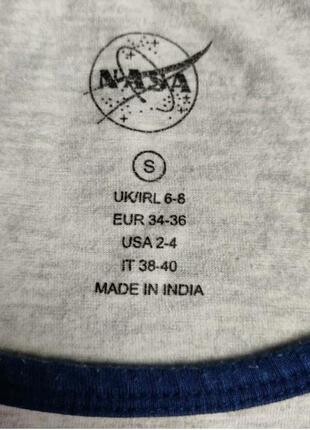 NASA
S
UK/IRL 6-8
EUR 34-36
USA 2-4
IT 38-40
MADE IN INDIA